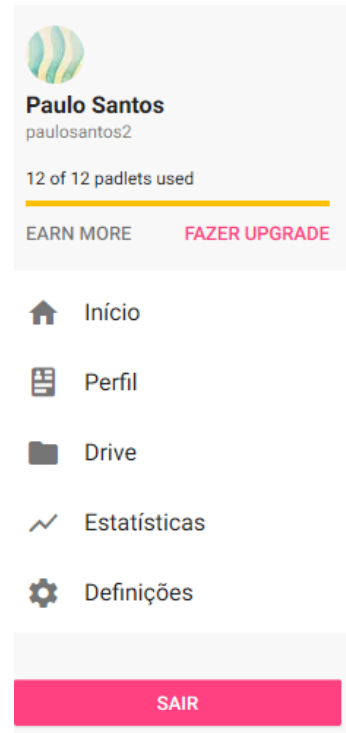 Paulo Santos
paulosantos2
12 of 12 padlets used
EARN MORE FAZER UPGRADE
Início
Perfil
Drive
Estatísticas
Definições
SAIR